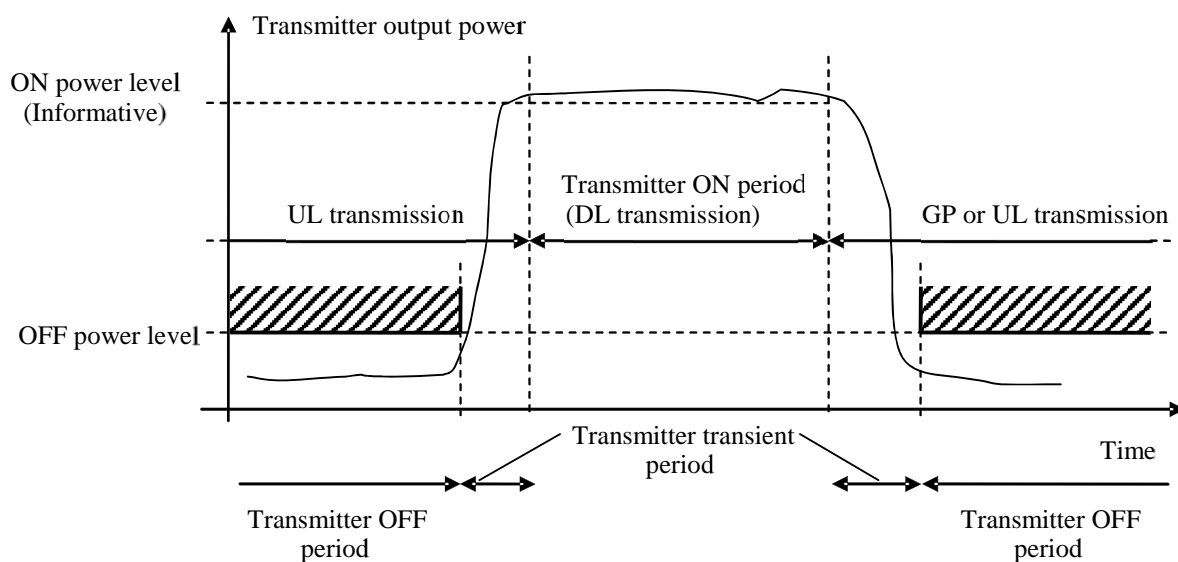 Transmitter output power
ON power level
(Informative)
Transmitter ON period
(DL transmission)
UL transmission
GP or UL transmission
OFF power level
Transmitter transient
period
Time
Transmitter OFF
period
Transmitter OFF
period